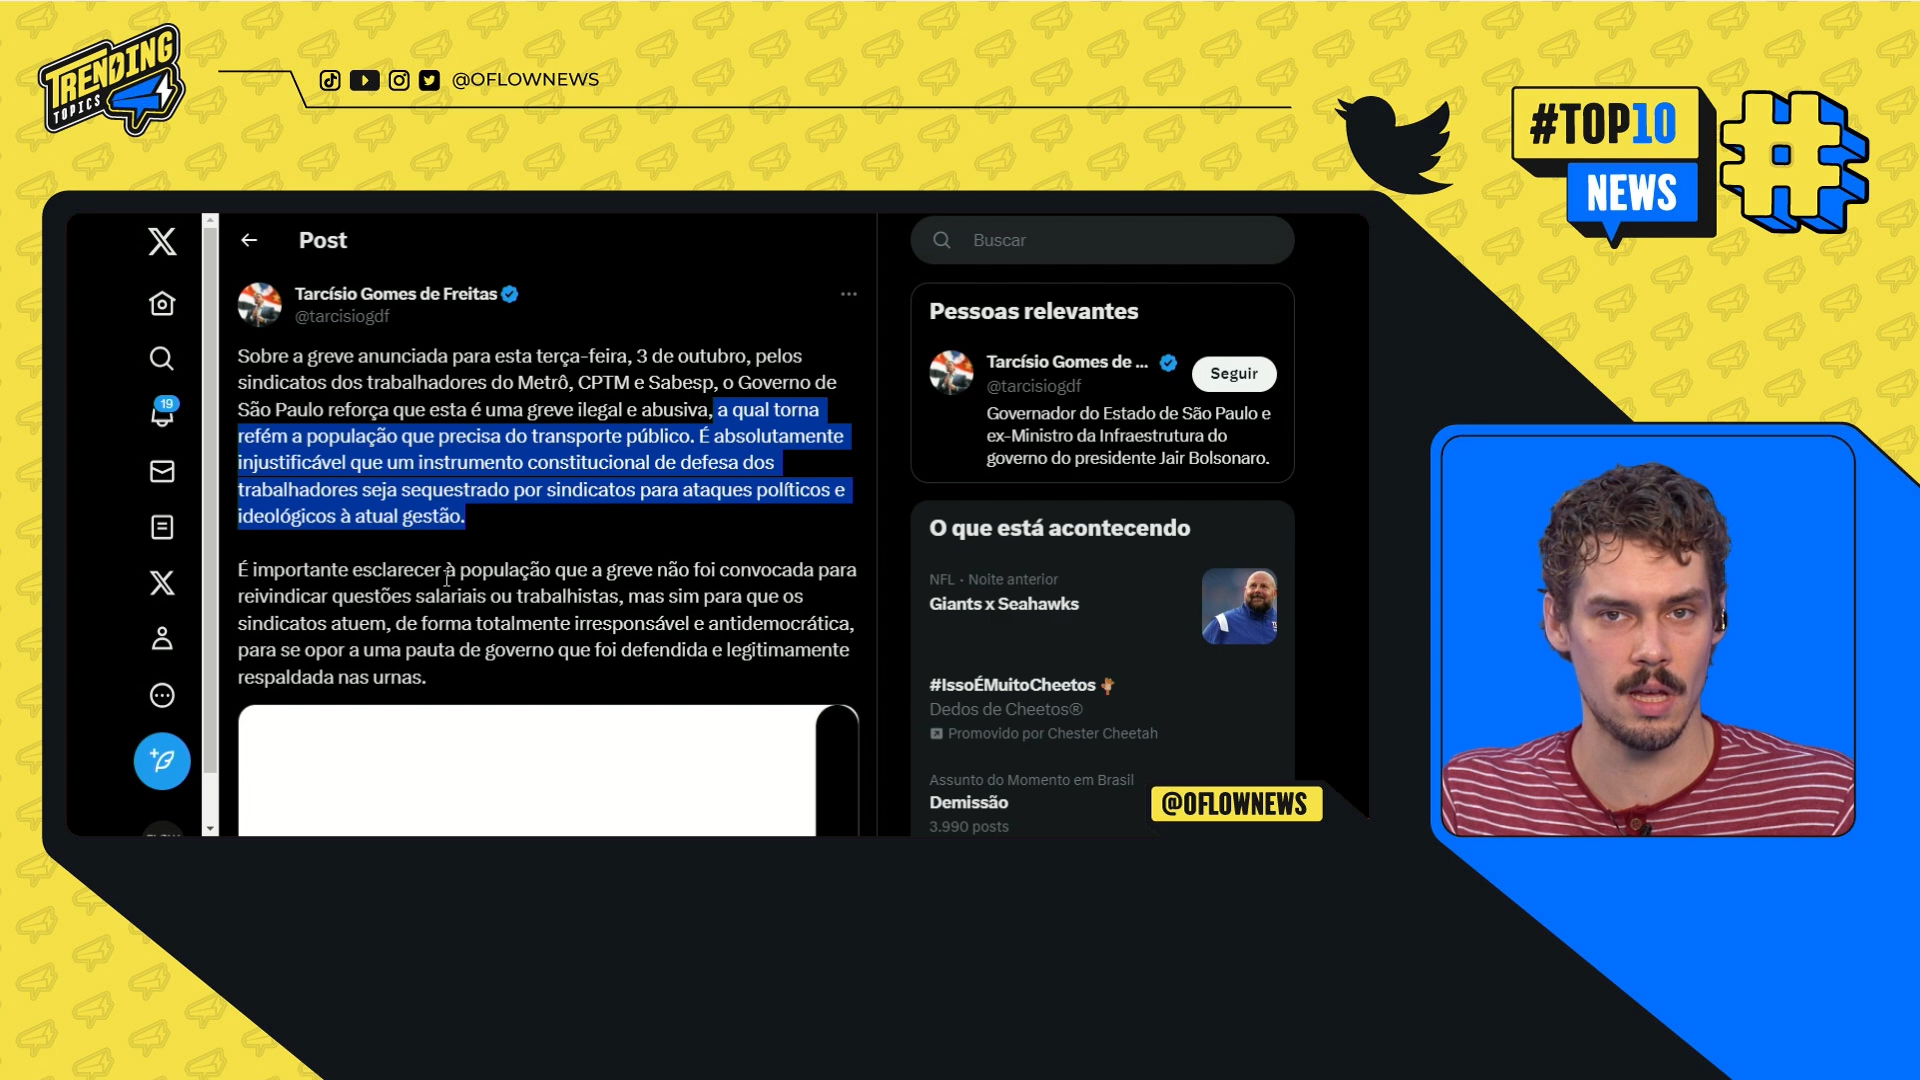 TRENDING
TOPICS
@OFLOWNEWS
#TOP10
NEWS
Post
Tarcísio Gomes de Freitas
@tarcisiogdf
Sobre a greve anunciada para esta terça-feira, 3 de outubro, pelos
sindicatos dos trabalhadores do Metrô, CPTM e Sabesp, o Governo de
São Paulo reforça que esta é uma greve ilegal e abusiva, a qual torna
refém a população que precisa do transporte público. É absolutamente
injustificável que um instrumento constitucional de defesa dos
trabalhadores seja sequestrado por sindicatos para ataques políticos e
ideológicos à atual gestão.
É importante esclarecer à população que a greve não foi convocada para
reivindicar questões salariais ou trabalhistas, mas sim para que os
sindicatos atuem, de forma totalmente irresponsável e antidemocrática,
para se opor a uma pauta de governo que foi defendida e legitimamente
respaldada nas urnas.
19
Buscar
Pessoas relevantes
Tarcísio Gomes de ...
@tarcisiogdf
Seguir
Governador do Estado de São Paulo e
ex-Ministro da Infraestrutura do
governo do presidente Jair Bolsonaro.
O que está acontecendo
NFL · Noite anterior
Giants x Seahawks
#IssoÉMuitoCheetos
Dedos de Cheetos®
Promovido por Chester Cheetah
Assunto do Momento em Brasil
Demissão
3.990 posts
@OFLOWNEWS